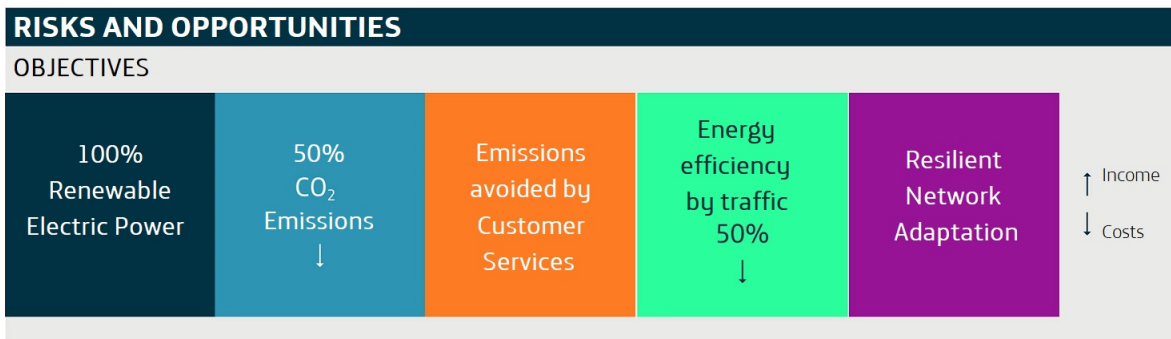 RISKS AND OPPORTUNITIES
OBJECTIVES
100%
Renewable
Electric Power
50%
CO₂
Emissions
↓
Emissions
avoided by
Customer
Services
Energy
efficiency
by traffic
50%
↓
Resilient
Network
Adaptation
↑ Income
↓ Costs